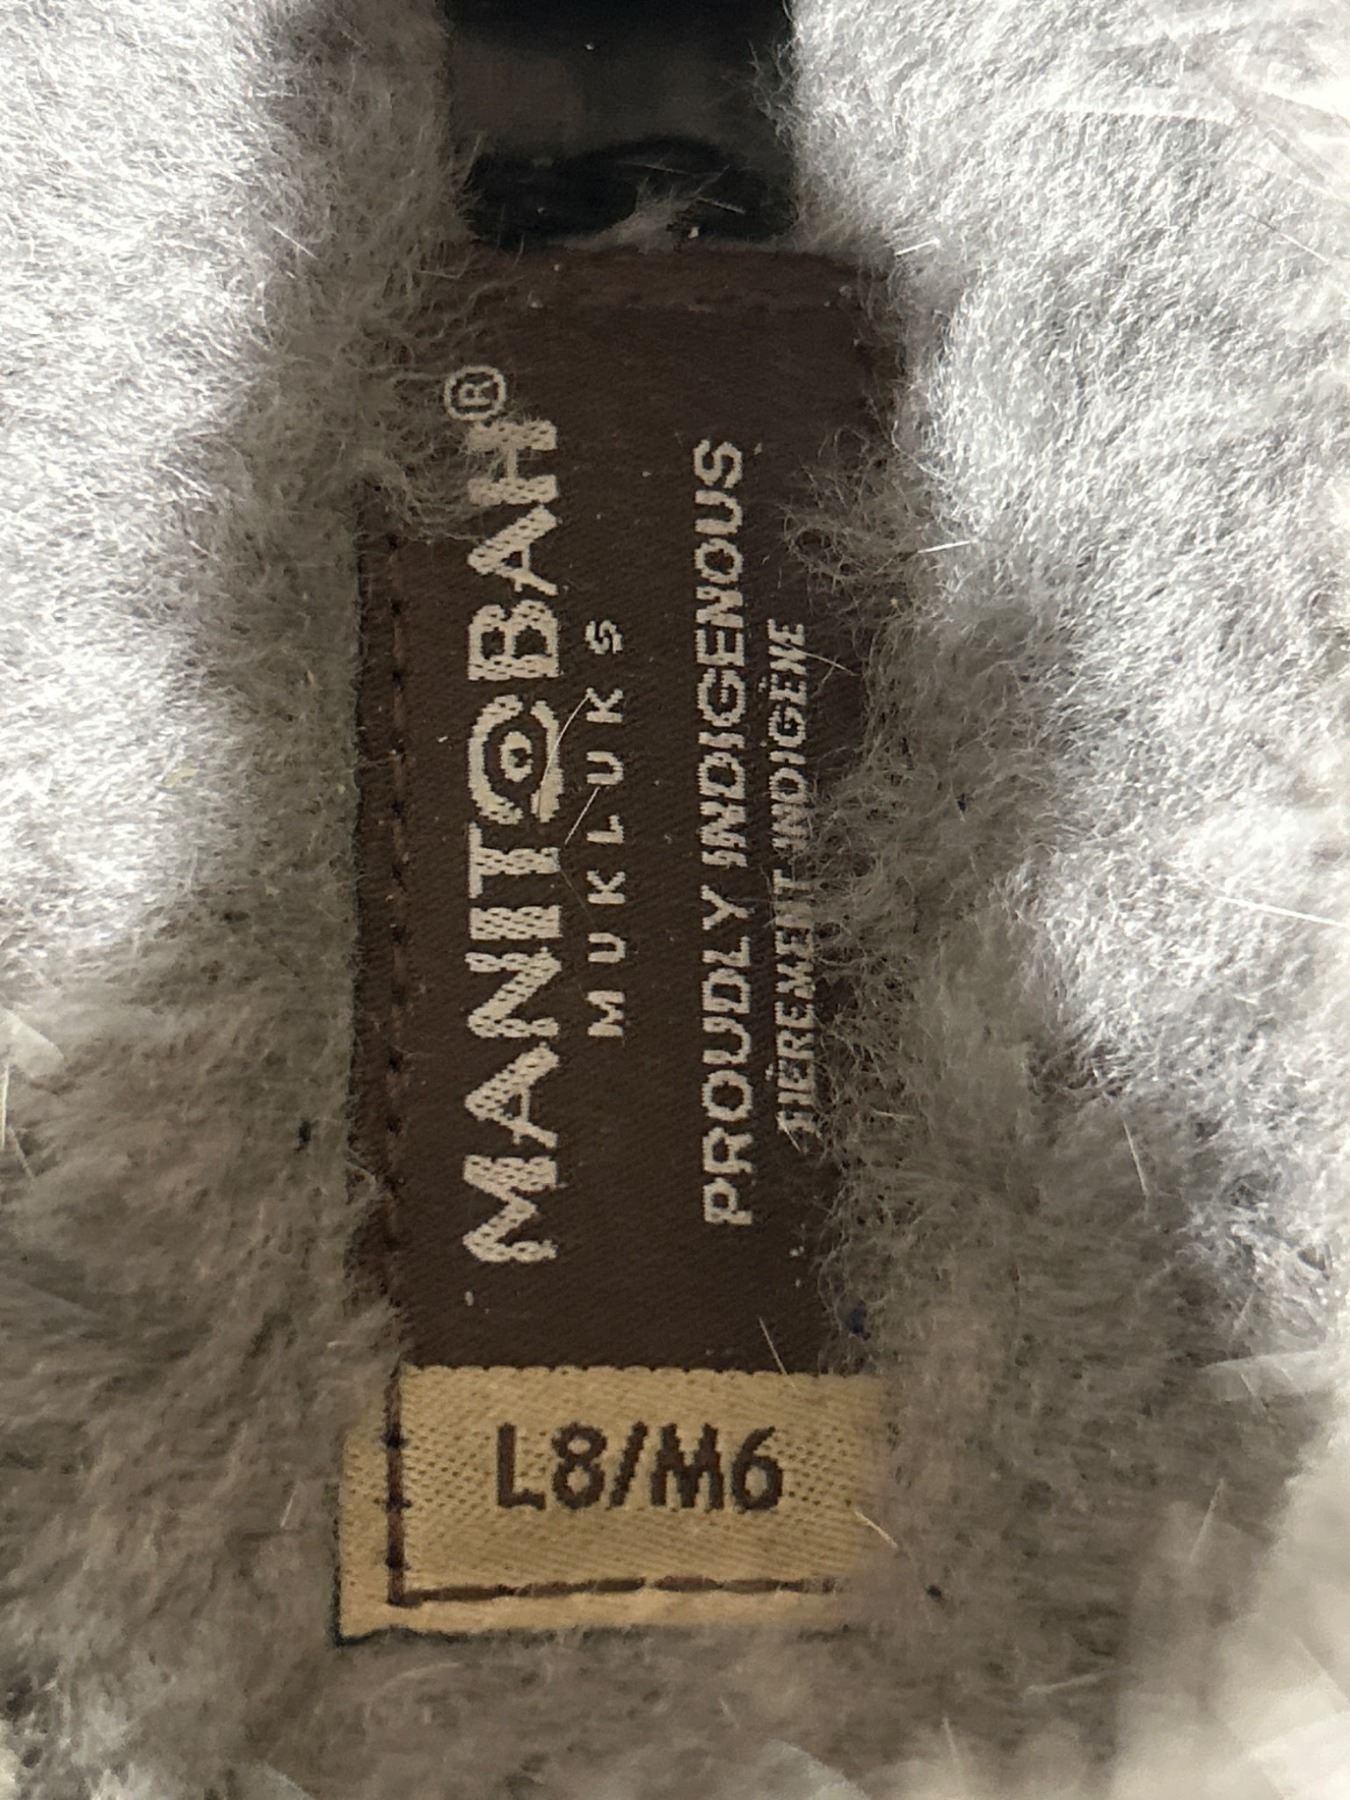 MANITOBAH®
MUKLUKS
PROUDLY INDIGENOUS
FIÈREMENT INDIGÈNE
L8/M6